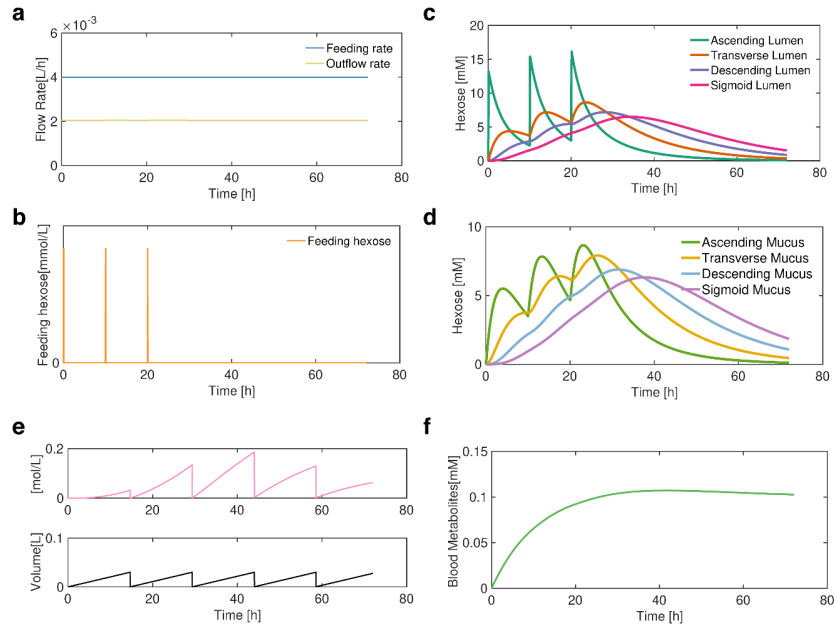 a
6 ×10⁻³
4
2
0
Flow Rate[L/h]
Feeding rate
Outflow rate
0 20 40 60 80
Time [h]
b
Feeding hexose[mmol/L]
0
Feeding hexose
0 20 40 60 80
Time [h]
c
20
15
10
5
0
Hexose [mM]
Ascending Lumen
Transverse Lumen
Descending Lumen
Sigmoid Lumen
0 20 40 60 80
Time [h]
d
10
5
0
Hexose [mM]
Ascending Mucus
Transverse Mucus
Descending Mucus
Sigmoid Mucus
0 20 40 60 80
Time [h]
e
0.2
0
[mol/L]
0 20 40 60 80
0.1
0
Volume[L]
0 20 40 60 80
Time [h]
f
0.15
0.1
0.05
0
Blood Metabolites[mM]
0 20 40 60 80
Time [h]